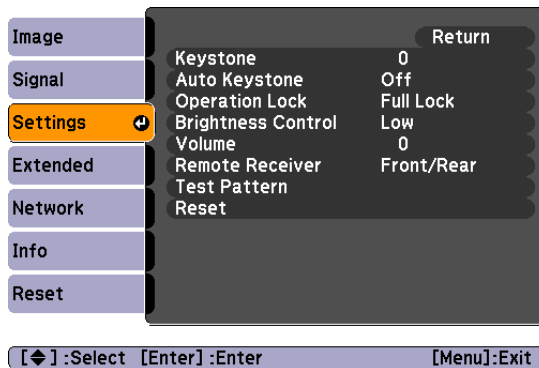 Image
Signal
Settings
Extended
Network
Info
Reset
Return
Keystone 0
Auto Keystone Off
Operation Lock Full Lock
Brightness Control Low
Volume 0
Remote Receiver Front/Rear
Test Pattern
Reset
[◆] :Select [Enter] :Enter [Menu]:Exit